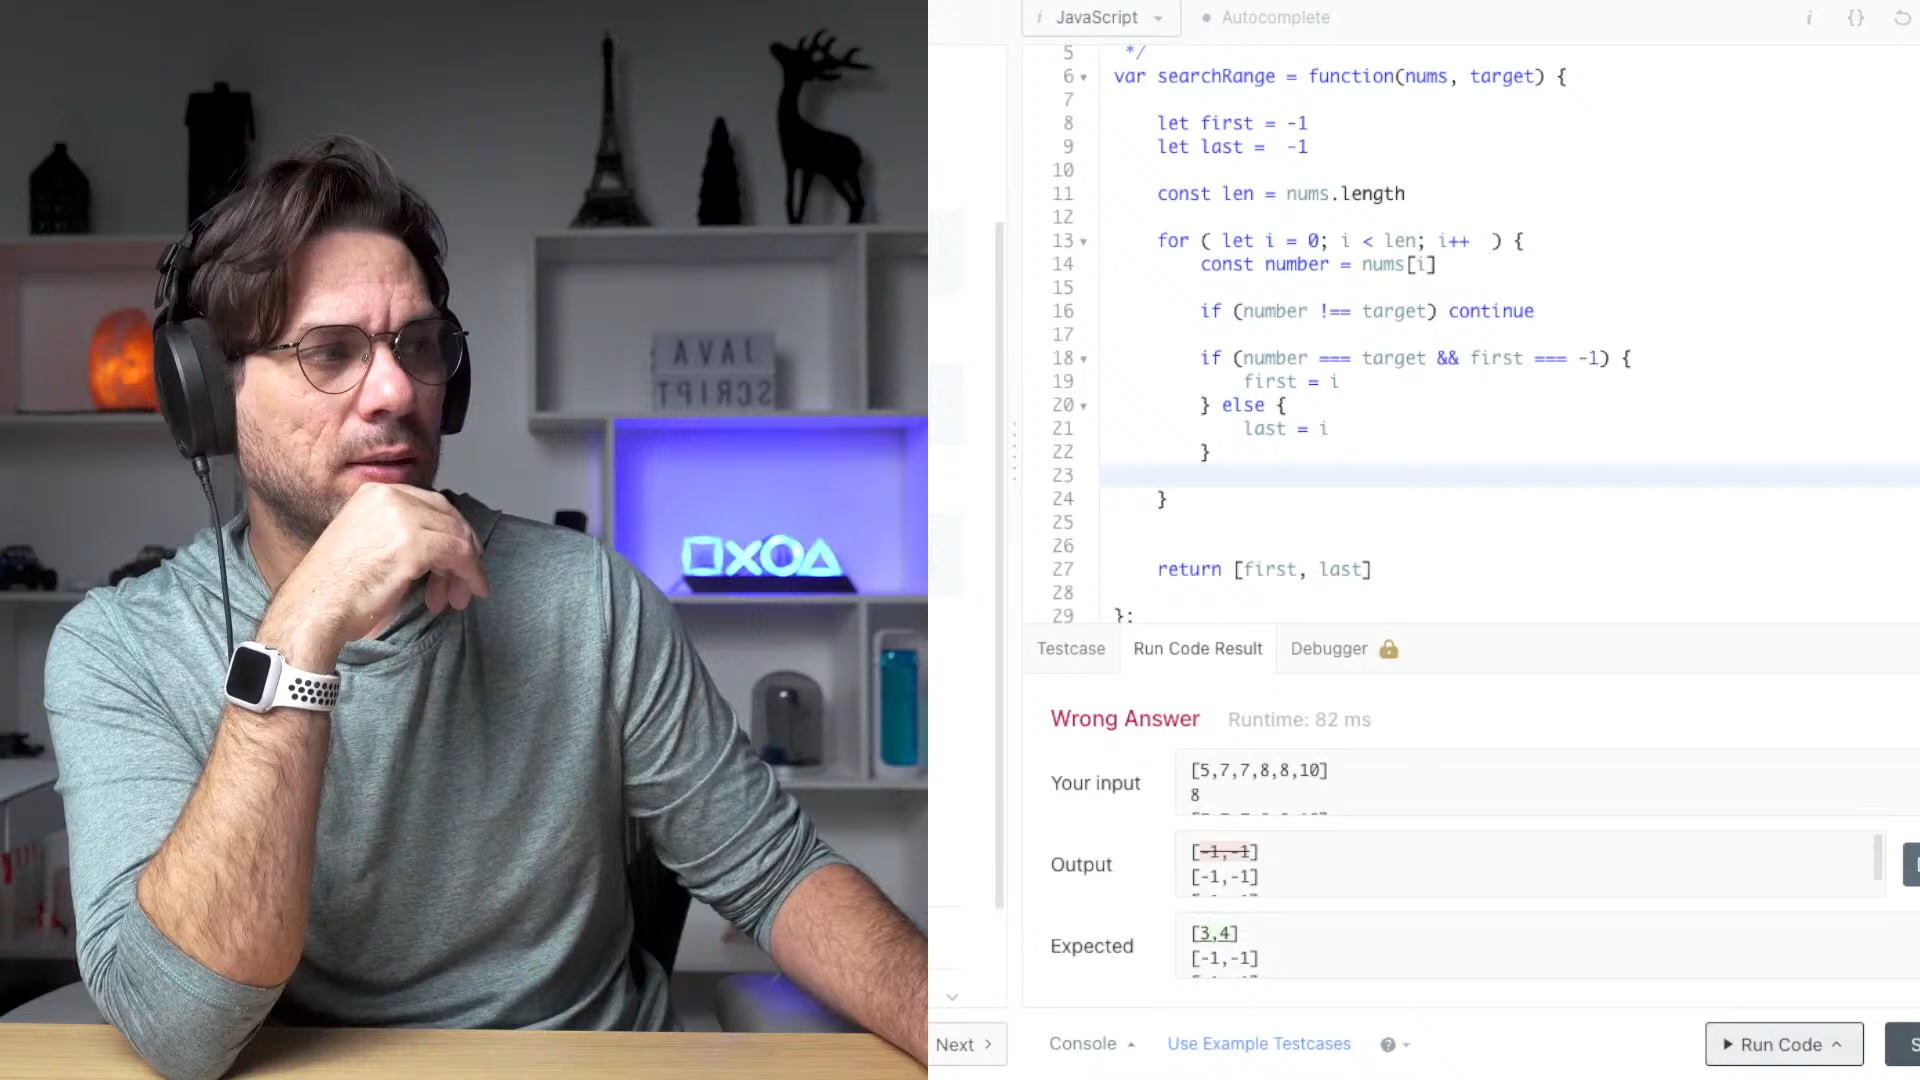 JAVA
SCRIPT
i JavaScript
Autocomplete
i {}
5 */
6 var searchRange = function(nums, target) {
7
8 let first = -1
9 let last = -1
10
11 const len = nums.length
12
13 for ( let i = 0; i < len; i++ ) {
14 const number = nums[i]
15
16 if (number !== target) continue
17
18 if (number === target && first === -1) {
19 first = i
20 } else {
21 last = i
22 }
23
24 }
25
26
27 return [first, last]
28
29 };
Testcase Run Code Result Debugger
Wrong Answer Runtime: 82 ms
Your input
[5,7,7,8,8,10]
8
Output
[-1,-1]
[-1,-1]
Expected
[3,4]
[-1,-1]
Next >
Console
Use Example Testcases
?
Run Code